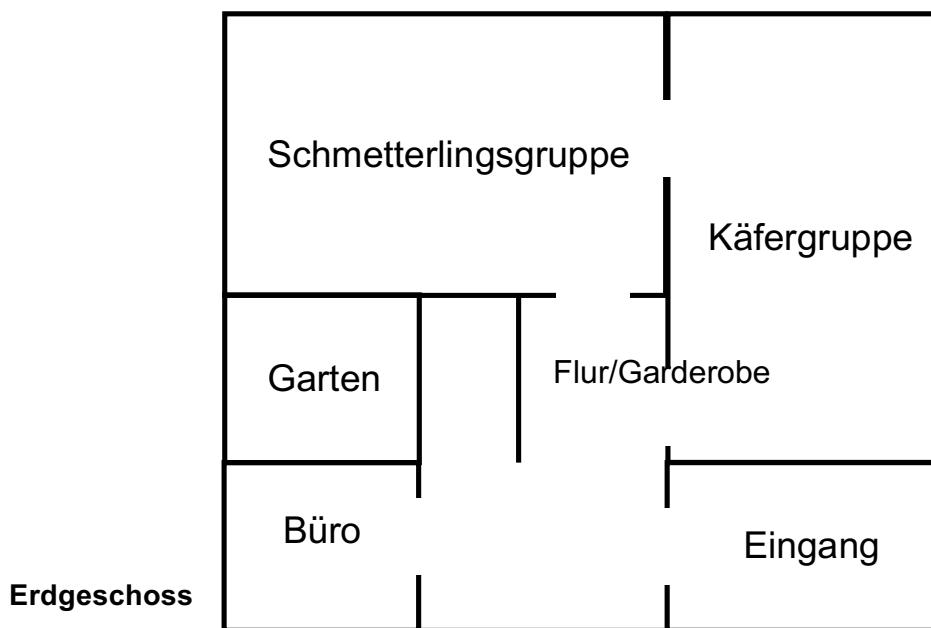 Schmetterlingsgruppe
Käfergruppe
Garten
Flur/Garderobe
Büro
Eingang
Erdgeschoss